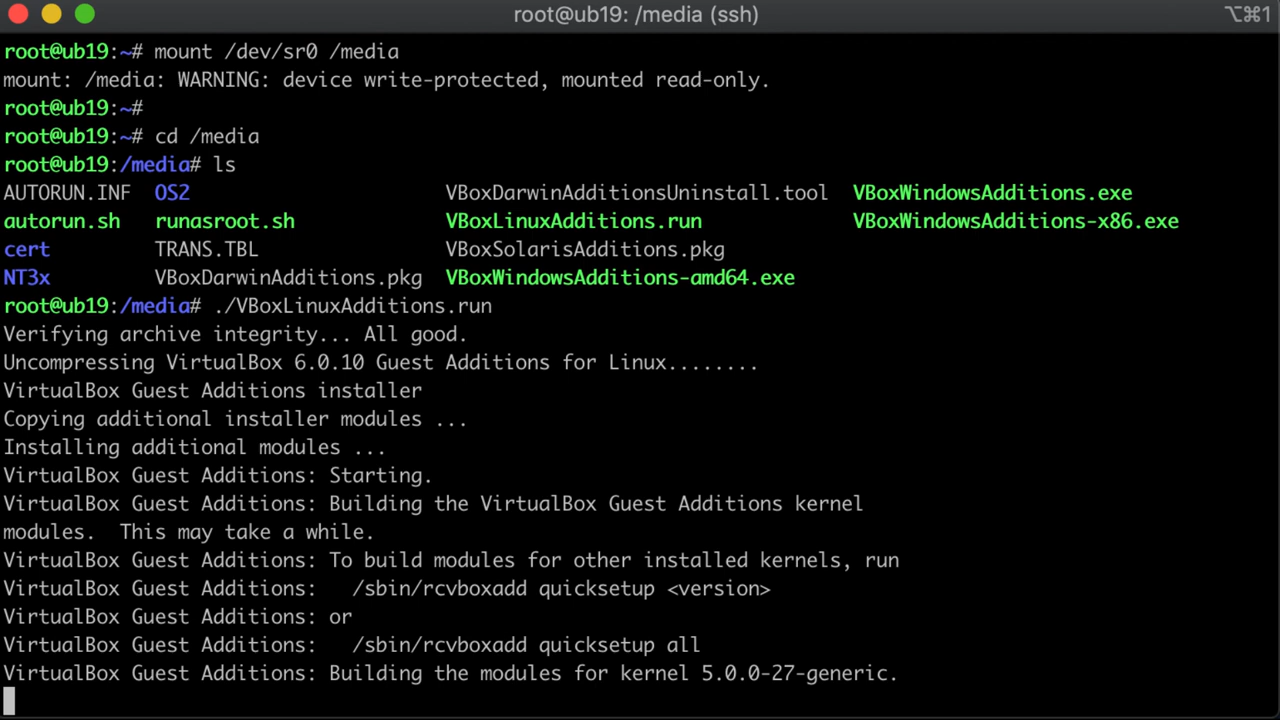 root@ub19: /media (ssh)
⌥⌘1
root@ub19:~# mount /dev/sr0 /media
mount: /media: WARNING: device write-protected, mounted read-only.
root@ub19:~#
root@ub19:~# cd /media
root@ub19:/media# ls
AUTORUN.INF  OS2                    VBoxDarwinAdditionsUninstall.tool  VBoxWindowsAdditions.exe
autorun.sh   runasroot.sh           VBoxLinuxAdditions.run             VBoxWindowsAdditions-x86.exe
cert         TRANS.TBL              VBoxSolarisAdditions.pkg
NT3x         VBoxDarwinAdditions.pkg  VBoxWindowsAdditions-amd64.exe
root@ub19:/media# ./VBoxLinuxAdditions.run
Verifying archive integrity... All good.
Uncompressing VirtualBox 6.0.10 Guest Additions for Linux........
VirtualBox Guest Additions installer
Copying additional installer modules ...
Installing additional modules ...
VirtualBox Guest Additions: Starting.
VirtualBox Guest Additions: Building the VirtualBox Guest Additions kernel
modules.  This may take a while.
VirtualBox Guest Additions: To build modules for other installed kernels, run
VirtualBox Guest Additions:   /sbin/rcvboxadd quicksetup <version>
VirtualBox Guest Additions: or
VirtualBox Guest Additions:   /sbin/rcvboxadd quicksetup all
VirtualBox Guest Additions: Building the modules for kernel 5.0.0-27-generic.